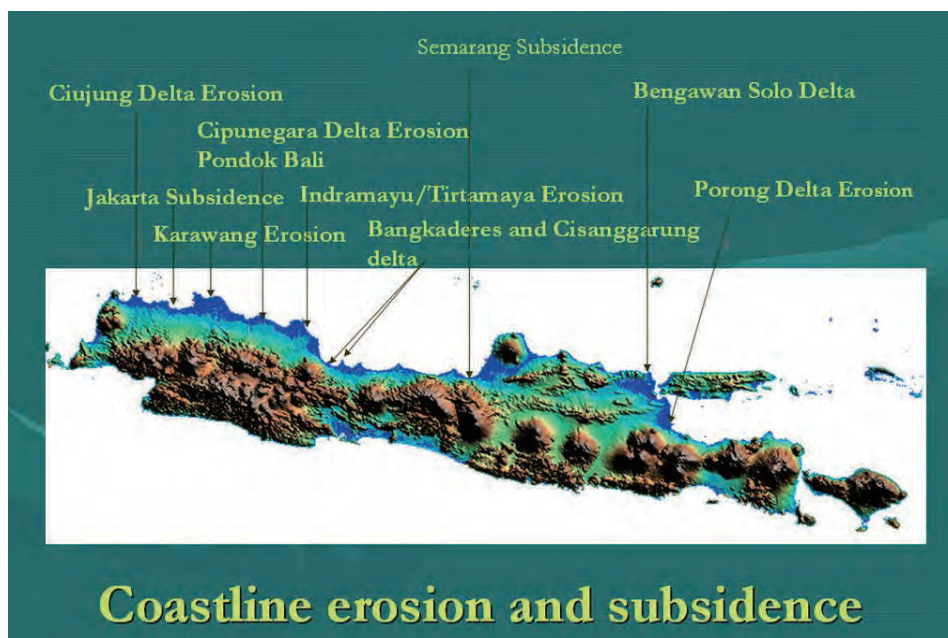 Semarang Subsidence
Ciujung Delta Erosion
Bengawan Solo Delta
Cipunegara Delta Erosion
Pondok Bali
Jakarta Subsidence
Indramayu/Tirtamaya Erosion
Porong Delta Erosion
Karawang Erosion
Bangkaderes and Cisanggarung
delta
Coastline erosion and subsidence